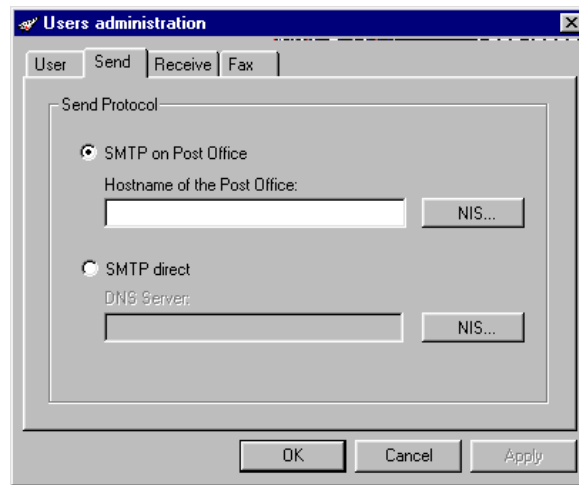 Users administration
User Send Receive Fax
Send Protocol
SMTP on Post Office
Hostname of the Post Office:
NIS...
SMTP direct
DNS Server:
NIS...
OK Cancel Apply